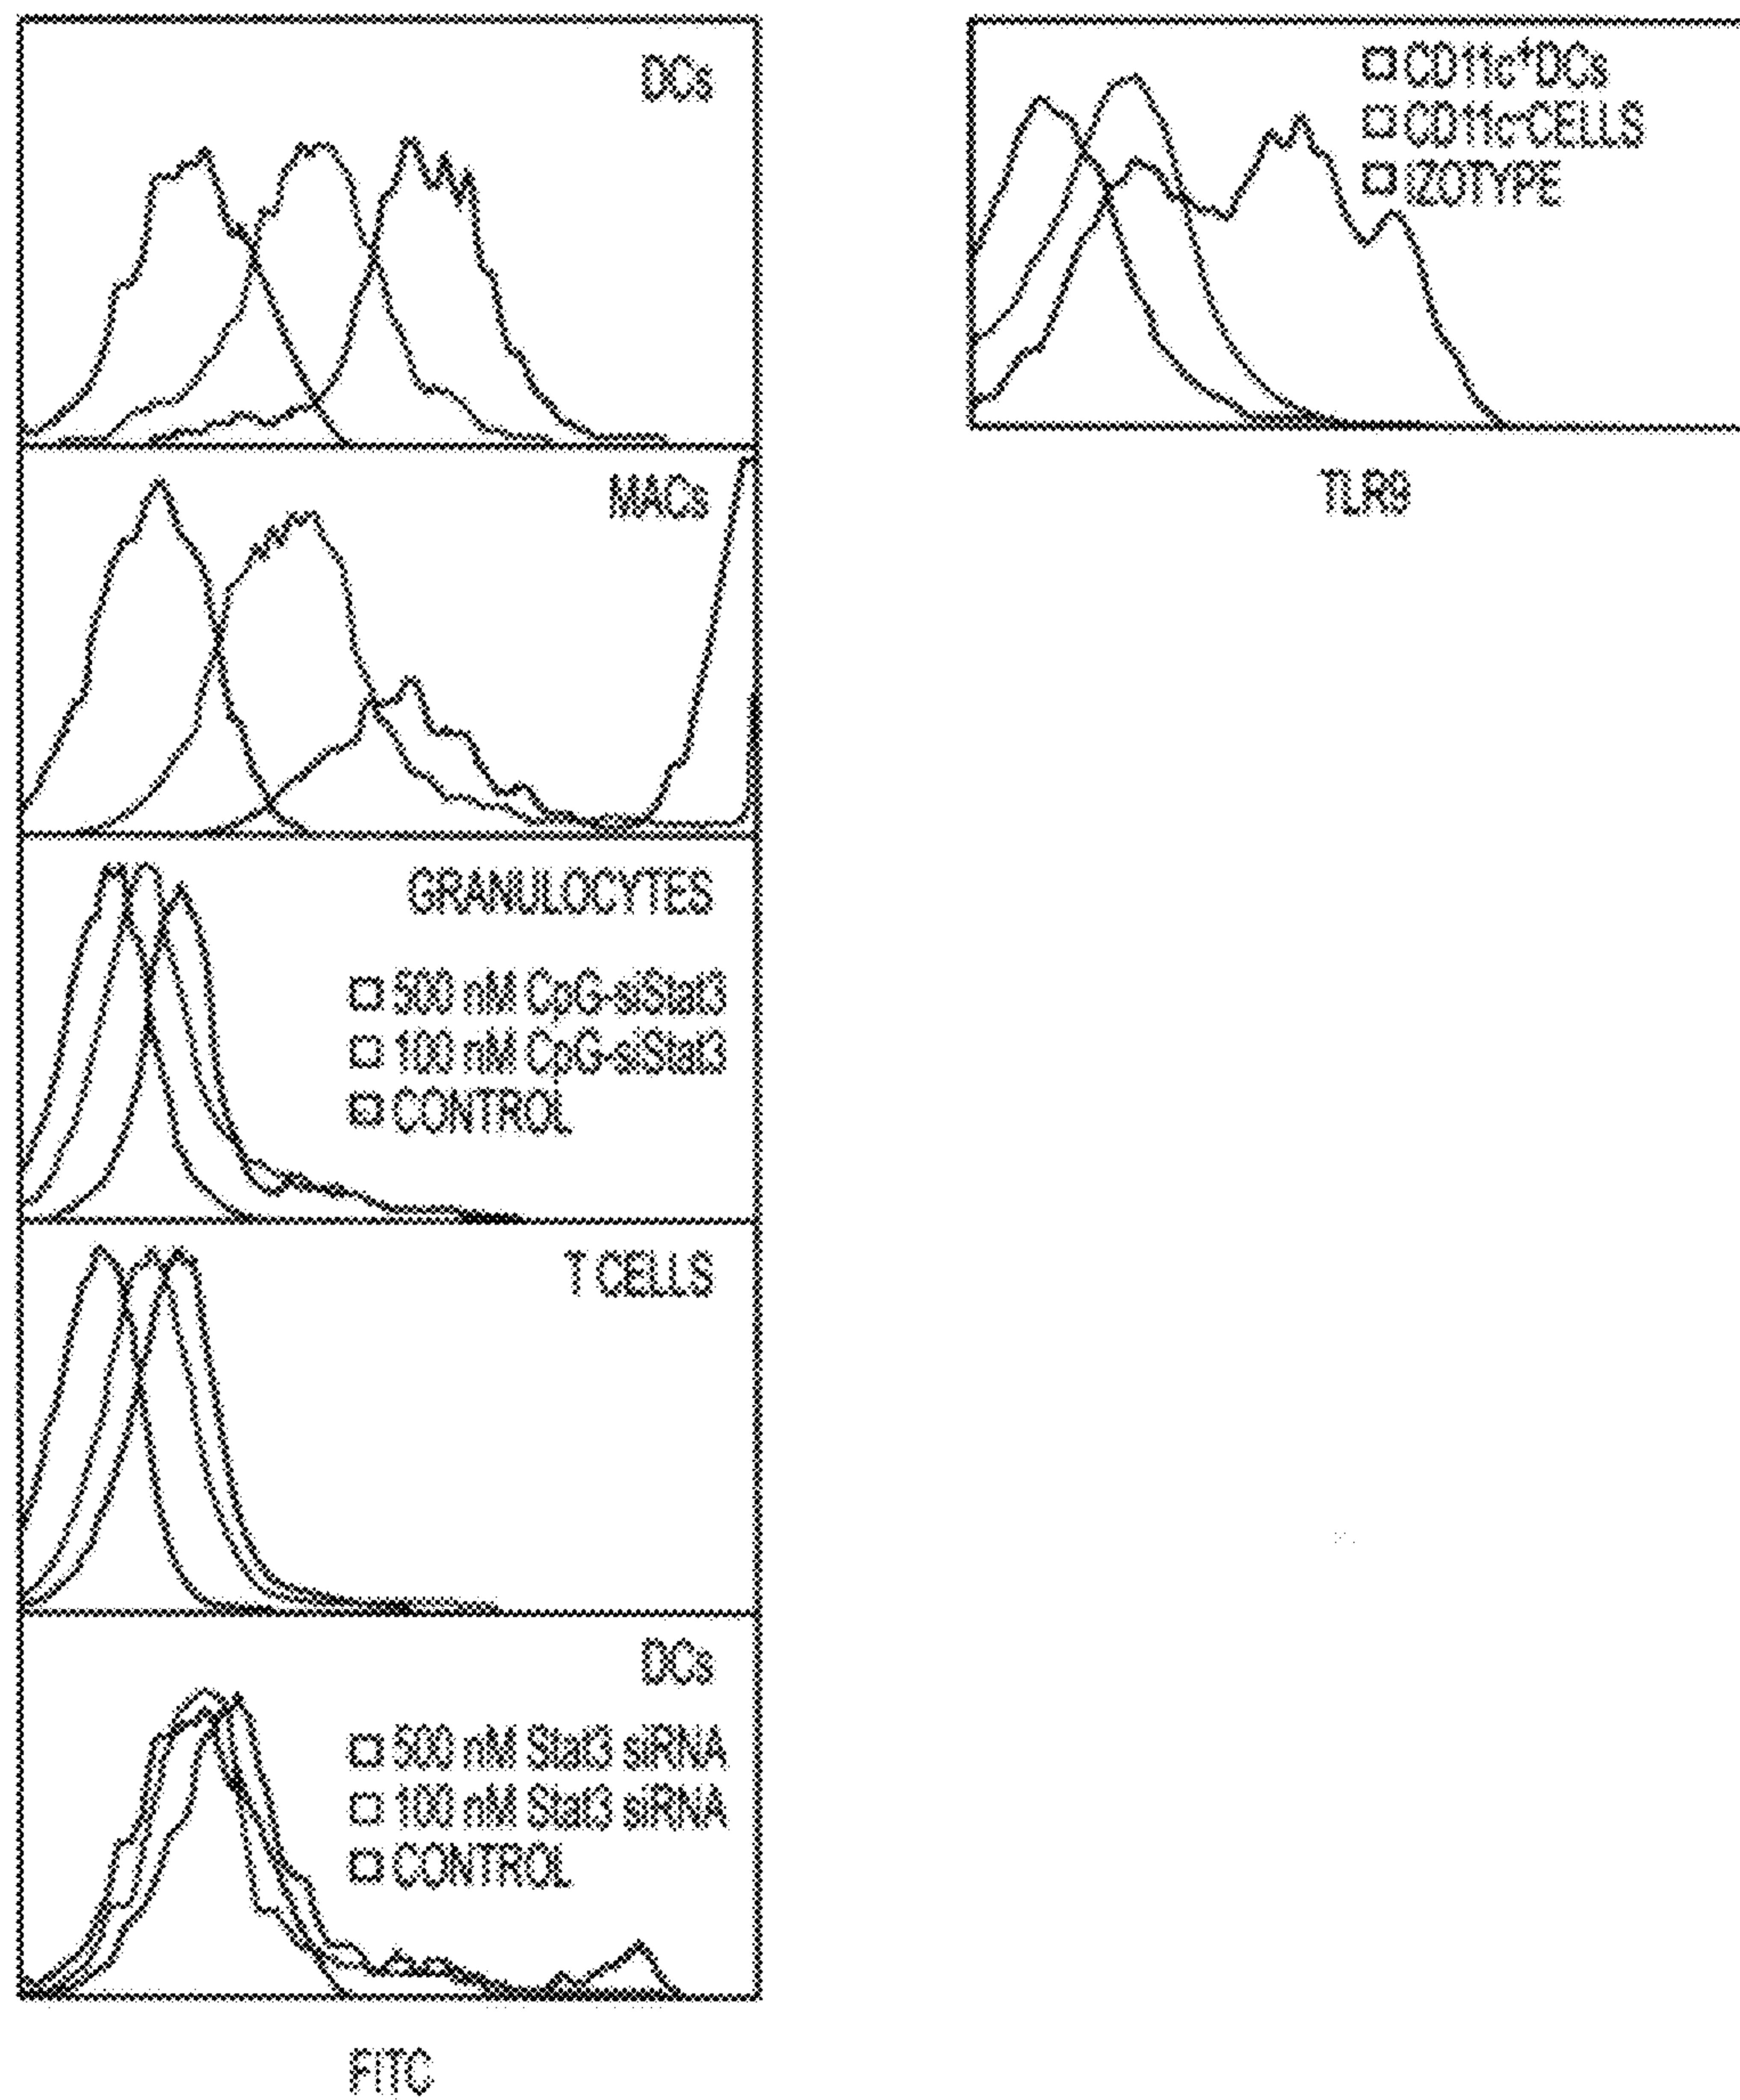 DCs
MACs
GRANULOCYTES
500 nM CpG-siStat3
100 nM CpG-siStat3
CONTROL
T CELLS
DCs
500 nM Stat3 siRNA
100 nM Stat3 siRNA
CONTROL
FITC
CD11c+DCs
CD11c-CELLS
IZOTYPE
TLR9